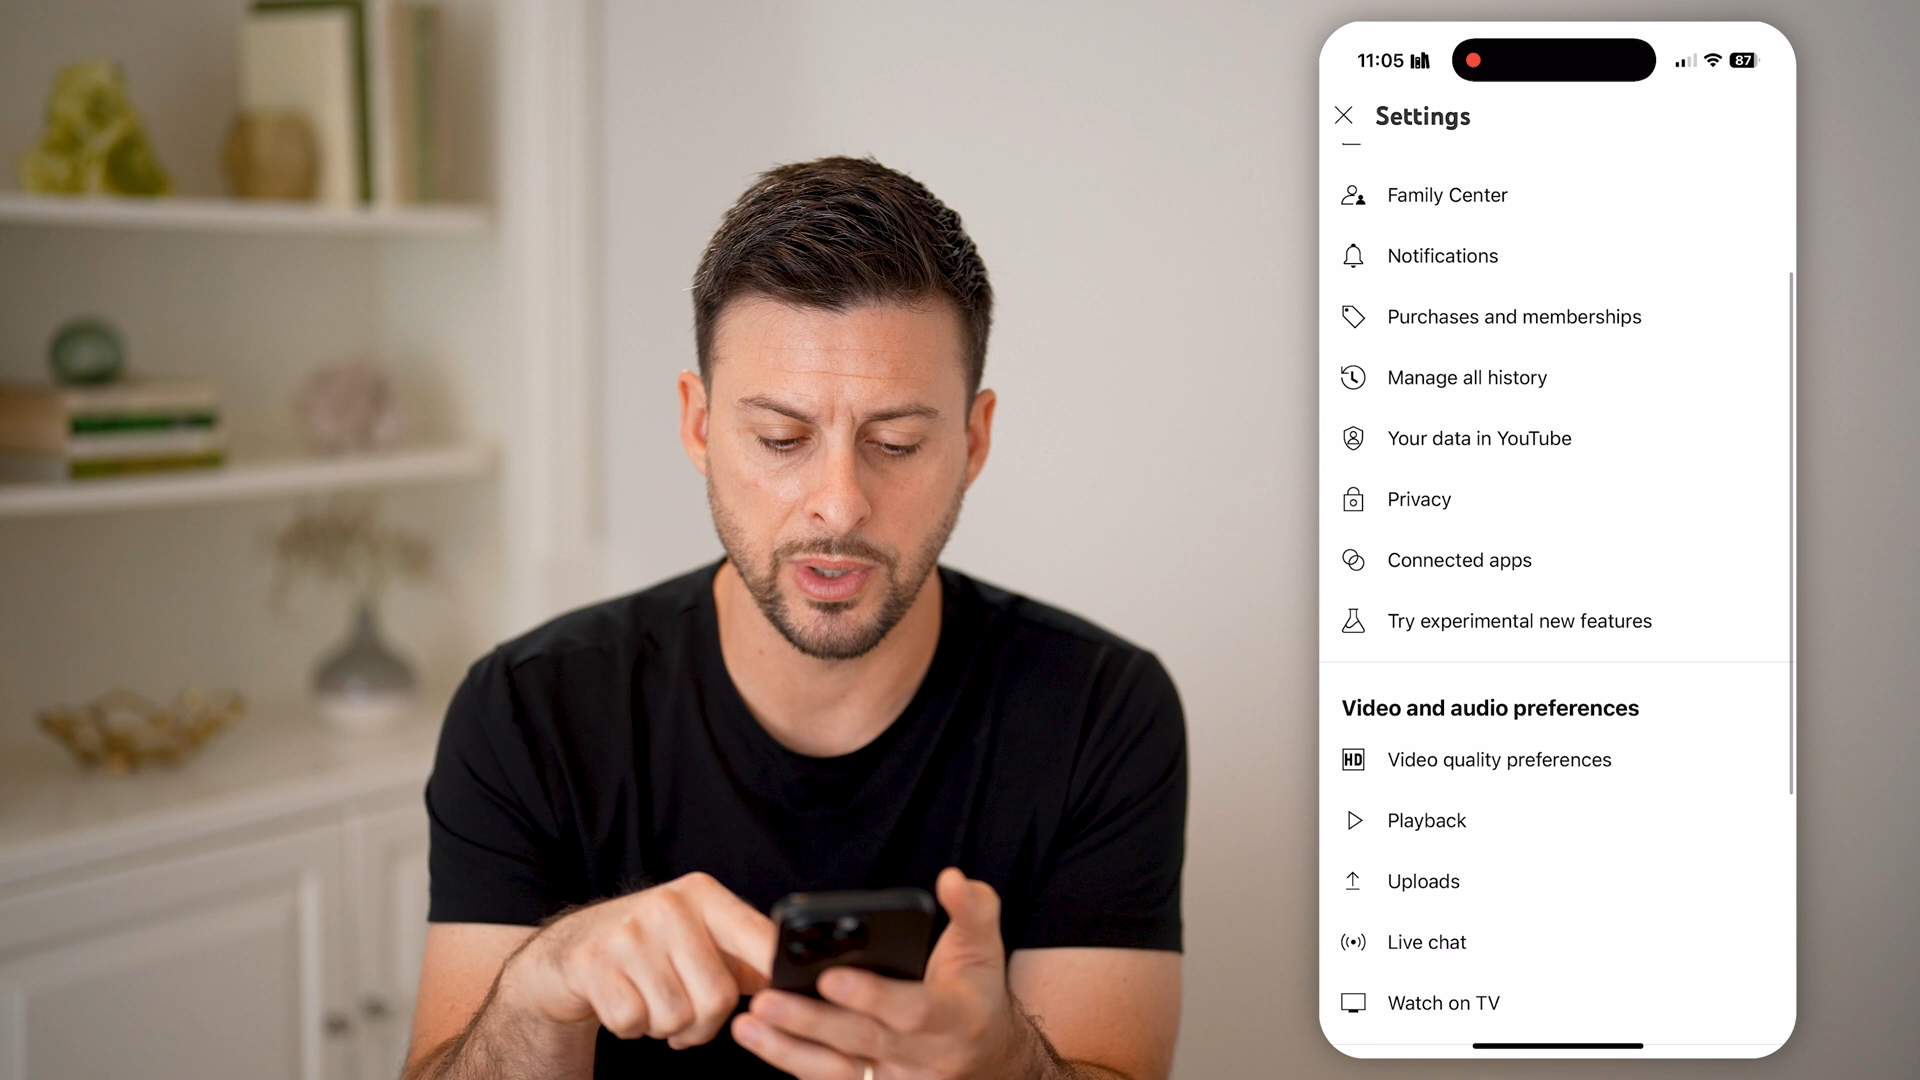 11:05
87
Settings
Family Center
Notifications
Purchases and memberships
Manage all history
Your data in YouTube
Privacy
Connected apps
Try experimental new features
Video and audio preferences
HD Video quality preferences
Playback
Uploads
Live chat
Watch on TV